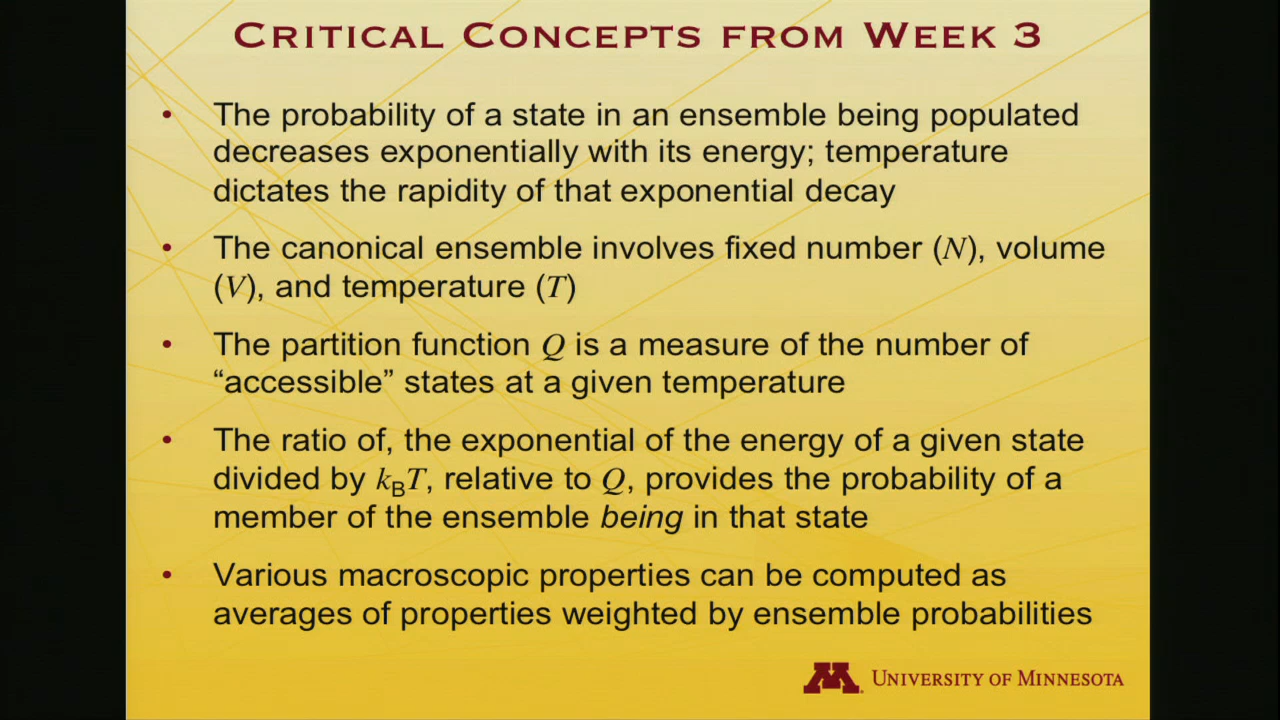 CRITICAL CONCEPTS FROM WEEK 3
• The probability of a state in an ensemble being populated
decreases exponentially with its energy; temperature
dictates the rapidity of that exponential decay
• The canonical ensemble involves fixed number (N), volume
(V), and temperature (T)
• The partition function Q is a measure of the number of
“accessible” states at a given temperature
• The ratio of, the exponential of the energy of a given state
divided by kBT, relative to Q, provides the probability of a
member of the ensemble being in that state
• Various macroscopic properties can be computed as
averages of properties weighted by ensemble probabilities
M UNIVERSITY OF MINNESOTA